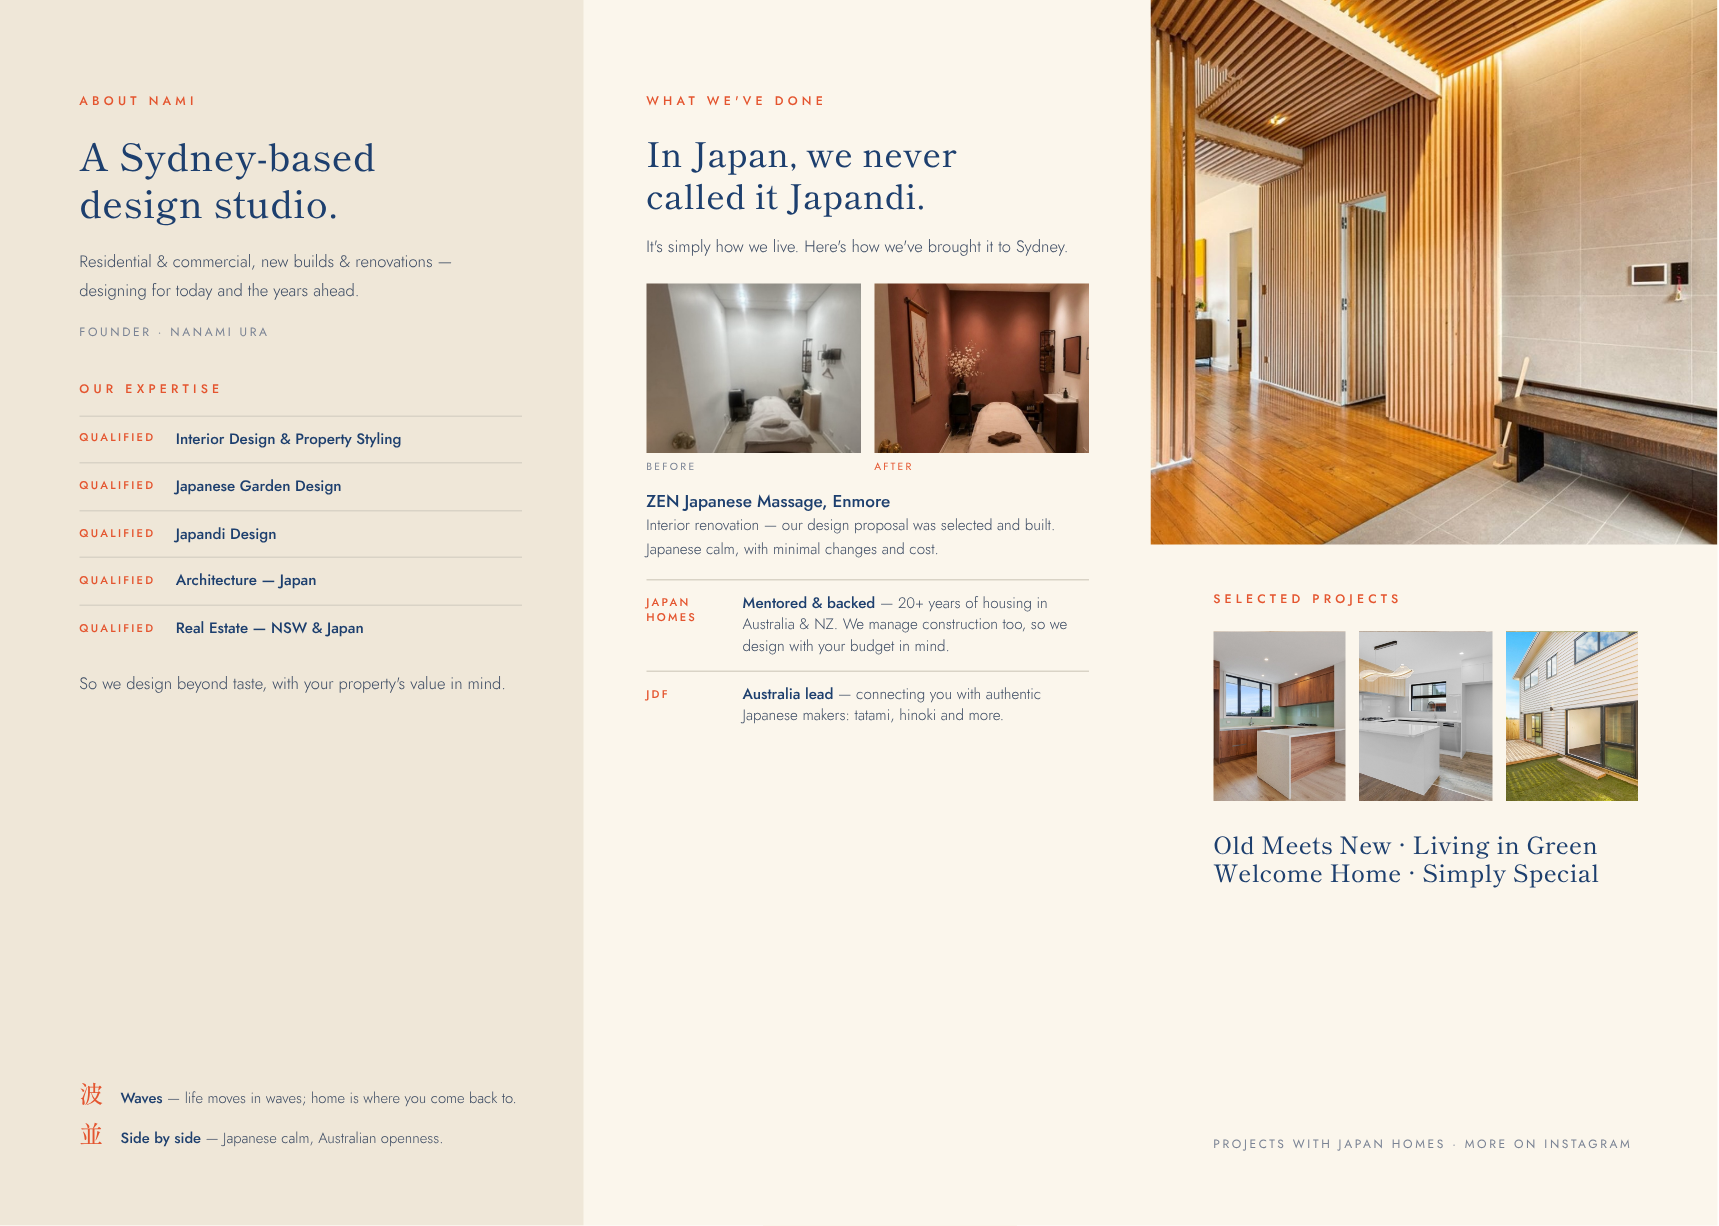 ABOUT NAMI
A Sydney-based
design studio.
Residential & commercial, new builds & renovations —
designing for today and the years ahead.
FOUNDER · NANAMI URA
OUR EXPERTISE
QUALIFIED Interior Design & Property Styling
QUALIFIED Japanese Garden Design
QUALIFIED Japandi Design
QUALIFIED Architecture — Japan
QUALIFIED Real Estate — NSW & Japan
So we design beyond taste, with your property's value in mind.
波 Waves — life moves in waves; home is where you come back to.
並 Side by side — Japanese calm, Australian openness.
WHAT WE'VE DONE
In Japan, we never
called it Japandi.
It's simply how we live. Here's how we've brought it to Sydney.
BEFORE
AFTER
ZEN Japanese Massage, Enmore
Interior renovation — our design proposal was selected and built.
Japanese calm, with minimal changes and cost.
JAPAN
HOMES
Mentored & backed — 20+ years of housing in
Australia & NZ. We manage construction too, so we
design with your budget in mind.
JDF
Australia lead — connecting you with authentic
Japanese makers: tatami, hinoki and more.
SELECTED PROJECTS
Old Meets New · Living in Green
Welcome Home · Simply Special
PROJECTS WITH JAPAN HOMES · MORE ON INSTAGRAM